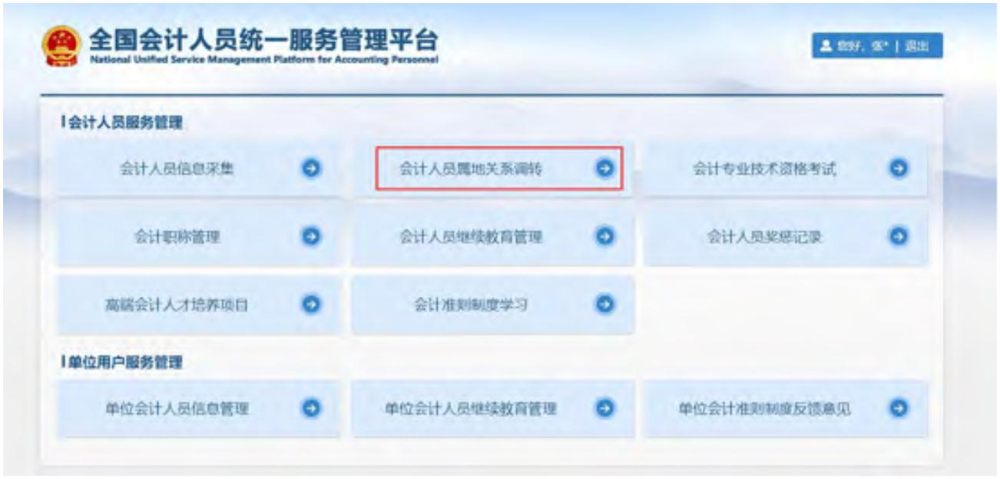 全国会计人员统一服务管理平台
National Unified Service Management Platform for Accounting Personnel
您好，张* | 退出
会计人员服务管理
会计人员信息采集
会计人员属地关系调转
会计专业技术资格考试
会计职称管理
会计人员继续教育管理
会计人员奖惩记录
高端会计人才培养项目
会计准则制度学习
单位用户服务管理
单位会计人员信息管理
单位会计人员继续教育管理
单位会计准则制度反馈意见